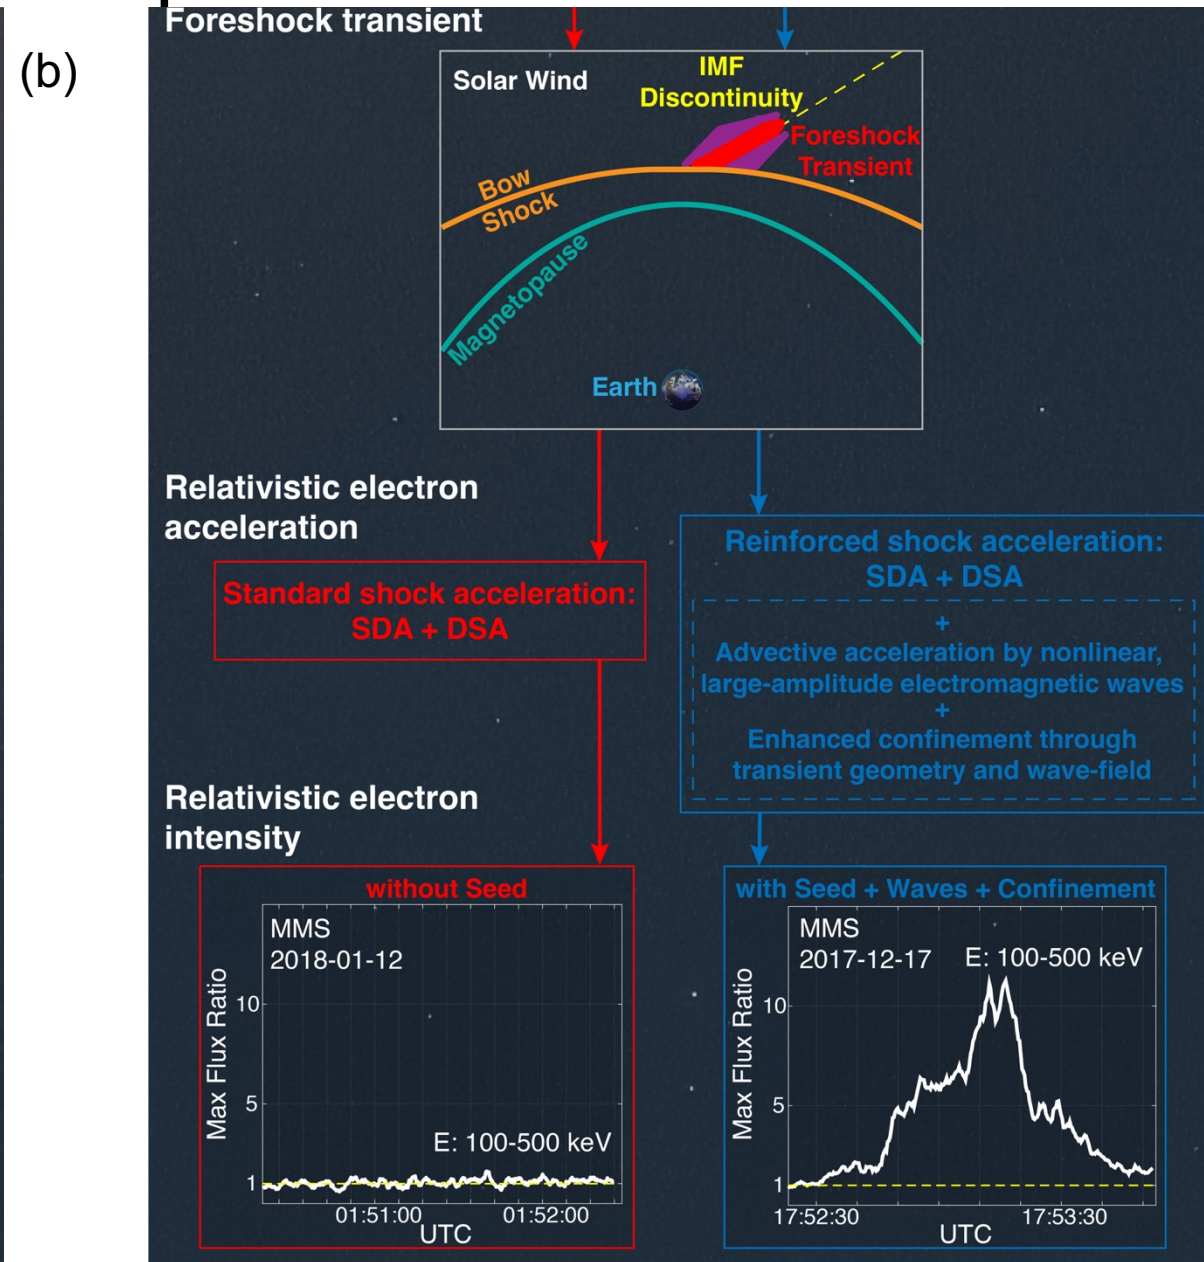 (b)
Foreshock transient
Solar Wind
IMF
Discontinuity
Foreshock
Transient
Bow
Shock
Magnetopause
Earth
Relativistic electron
acceleration
Standard shock acceleration:
SDA + DSA
Reinforced shock acceleration:
SDA + DSA
+
Advective acceleration by nonlinear,
large-amplitude electromagnetic waves
+
Enhanced confinement through
transient geometry and wave-field
Relativistic electron
intensity
without Seed
MMS
2018-01-12
E: 100-500 keV
Max Flux Ratio
10
5
1
01:51:00
01:52:00
UTC
with Seed + Waves + Confinement
MMS
2017-12-17
E: 100-500 keV
Max Flux Ratio
10
5
1
17:52:30
17:53:30
UTC